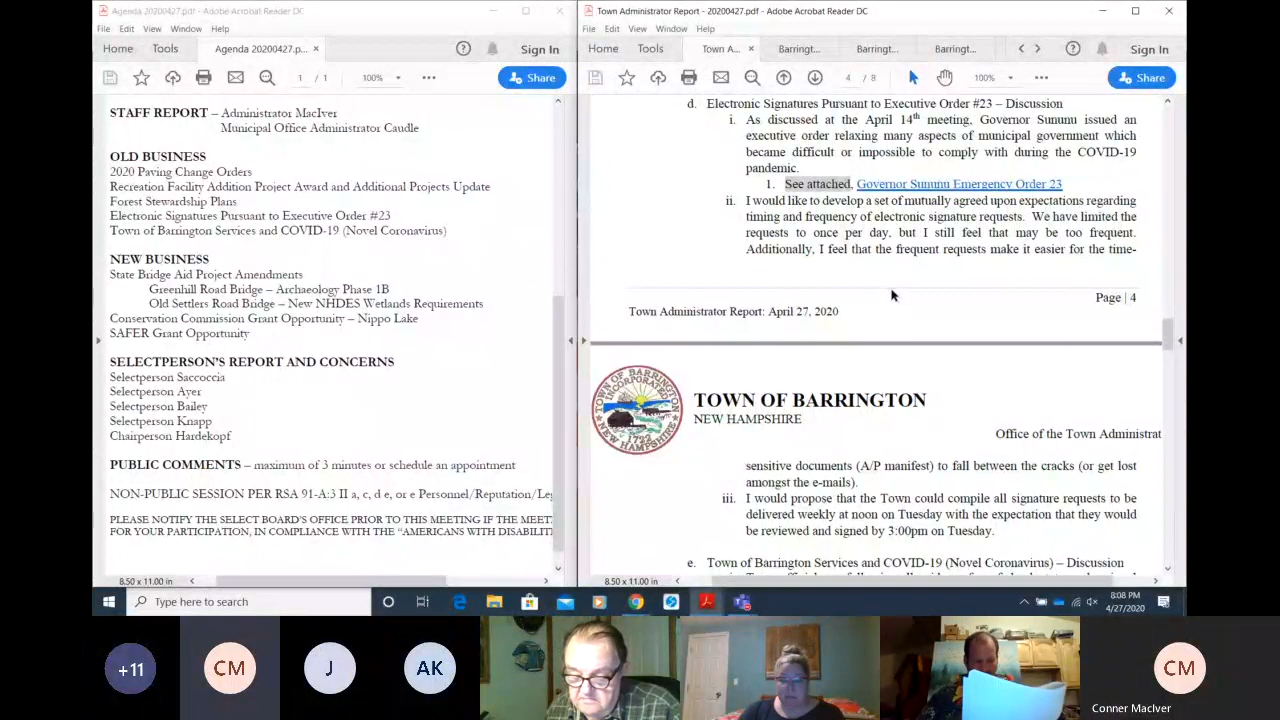 Agenda 20200427.pdf - Adobe Acrobat Reader DC
File Edit View Window Help
Home Tools Agenda 20200427.p... × Sign In
1 / 1 100% Share
STAFF REPORT – Administrator MacIver
Municipal Office Administrator Caudle
OLD BUSINESS
2020 Paving Change Orders
Recreation Facility Addition Project Award and Additional Projects Update
Forest Stewardship Plans
Electronic Signatures Pursuant to Executive Order #23
Town of Barrington Services and COVID-19 (Novel Coronavirus)
NEW BUSINESS
State Bridge Aid Project Amendments
Greenhill Road Bridge – Archaeology Phase 1B
Old Settlers Road Bridge – New NHDES Wetlands Requirements
Conservation Commission Grant Opportunity – Nippo Lake
SAFER Grant Opportunity
SELECTPERSON'S REPORT AND CONCERNS
Selectperson Saccoccia
Selectperson Ayer
Selectperson Bailey
Selectperson Knapp
Chairperson Hardekopf
PUBLIC COMMENTS – maximum of 3 minutes or schedule an appointment
NON-PUBLIC SESSION PER RSA 91-A:3 II a, c, d e, or e Personnel/Reputation/Leg
PLEASE NOTIFY THE SELECT BOARD'S OFFICE PRIOR TO THIS MEETING IF THE MEET
FOR YOUR PARTICIPATION, IN COMPLIANCE WITH THE "AMERICANS WITH DISABILIT
8.50 x 11.00 in
Town Administrator Report - 20200427.pdf - Adobe Acrobat Reader DC
File Edit View Window Help
Home Tools Town A... × Barringt... Barringt... Barringt... Sign In
4 / 8 100% Share
d. Electronic Signatures Pursuant to Executive Order #23 – Discussion
i. As discussed at the April 14th meeting, Governor Sununu issued an
executive order relaxing many aspects of municipal government which
became difficult or impossible to comply with during the COVID-19
pandemic.
1. See attached, Governor Sununu Emergency Order 23
ii. I would like to develop a set of mutually agreed upon expectations regarding
timing and frequency of electronic signature requests. We have limited the
requests to once per day, but I still feel that may be too frequent.
Additionally, I feel that the frequent requests make it easier for the time-
Page | 4
Town Administrator Report: April 27, 2020
TOWN OF BARRINGTON
INCORPORATED
1722
NEW HAMPSHIRE
TOWN OF BARRINGTON
NEW HAMPSHIRE
Office of the Town Administrat
sensitive documents (A/P manifest) to fall between the cracks (or get lost
amongst the e-mails).
iii. I would propose that the Town could compile all signature requests to be
delivered weekly at noon on Tuesday with the expectation that they would
be reviewed and signed by 3:00pm on Tuesday.
e. Town of Barrington Services and COVID-19 (Novel Coronavirus) – Discussion
8.50 x 11.00 in
Type here to search
8:08 PM
4/27/2020
+11 CM J AK CM
Conner MacIver